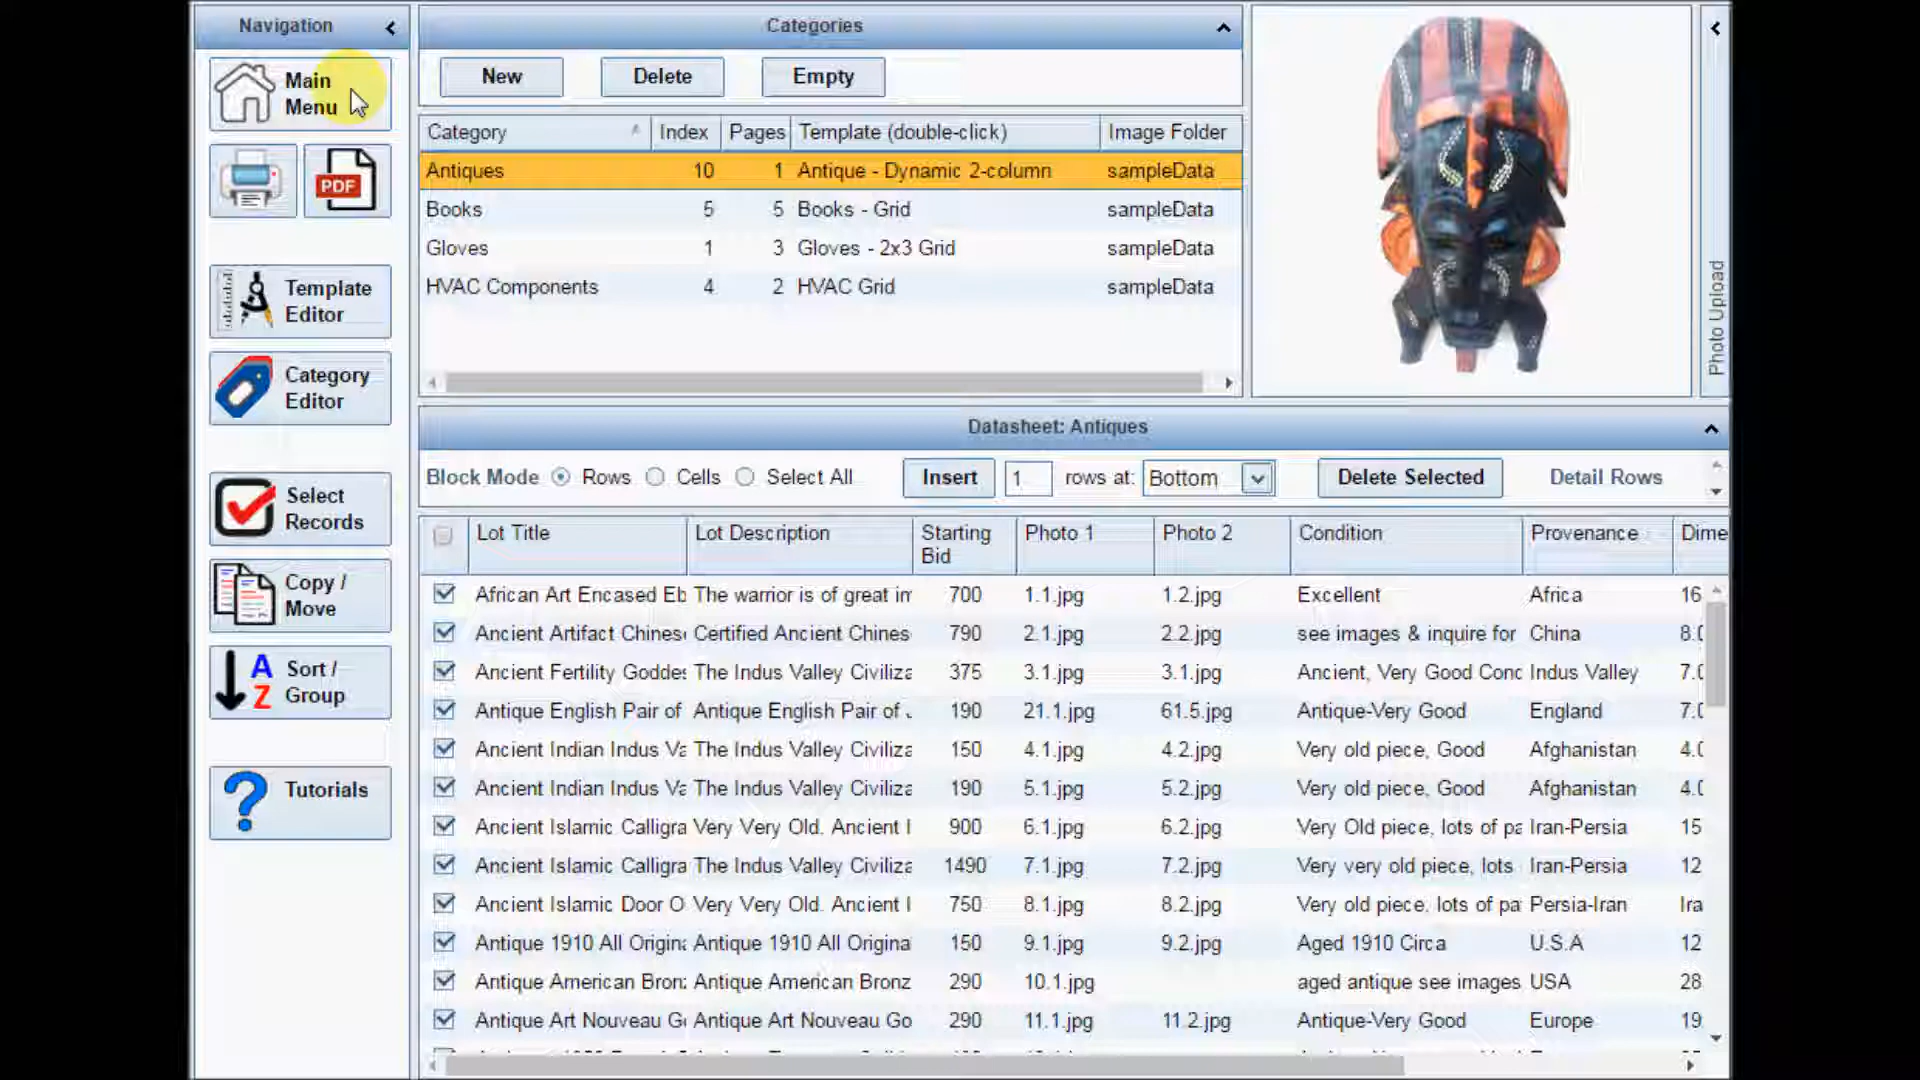 Navigation
Main
Menu
PDF
Template
Editor
Category
Editor
Select
Records
Copy /
Move
A
Z
Sort /
Group
?
Tutorials
Categories
New Delete Empty
Category Index Pages Template (double-click) Image Folder
Antiques 10 1 Antique - Dynamic 2-column sampleData
Books 5 5 Books - Grid sampleData
Gloves 1 3 Gloves - 2x3 Grid sampleData
HVAC Components 4 2 HVAC Grid sampleData
Photo Upload
Datasheet: Antiques
Block Mode Rows Cells Select All Insert 1 rows at: Bottom Delete Selected Detail Rows
Lot Title Lot Description Starting Bid Photo 1 Photo 2 Condition Provenance Dime
African Art Encased Eb The warrior is of great im 700 1.1.jpg 1.2.jpg Excellent Africa 16
Ancient Artifact Chines Certified Ancient Chines 790 2.1.jpg 2.2.jpg see images & inquire for China 8.0
Ancient Fertility Goddes The Indus Valley Civiliza 375 3.1.jpg 3.1.jpg Ancient, Very Good Conc Indus Valley 7.0
Antique English Pair of Antique English Pair of 190 21.1.jpg 61.5.jpg Antique-Very Good England 7.0
Ancient Indian Indus Va The Indus Valley Civiliza 150 4.1.jpg 4.2.jpg Very old piece, Good Afghanistan 4.0
Ancient Indian Indus Va The Indus Valley Civiliza 190 5.1.jpg 5.2.jpg Very old piece, Good Afghanistan 4.0
Ancient Islamic Calligra Very Very Old. Ancient I 900 6.1.jpg 6.2.jpg Very Old piece, lots of pa Iran-Persia 15
Ancient Islamic Calligra The Indus Valley Civiliza 1490 7.1.jpg 7.2.jpg Very very old piece, lots Iran-Persia 12
Ancient Islamic Door O Very Very Old. Ancient I 750 8.1.jpg 8.2.jpg Very old piece, lots of pa Persia-Iran Ira
Antique 1910 All Origina Antique 1910 All Origina 150 9.1.jpg 9.2.jpg Aged 1910 Circa U.S.A 12
Antique American Bronz Antique American Bronz 290 10.1.jpg aged antique see images USA 28
Antique Art Nouveau Go Antique Art Nouveau Go 290 11.1.jpg 11.2.jpg Antique-Very Good Europe 19